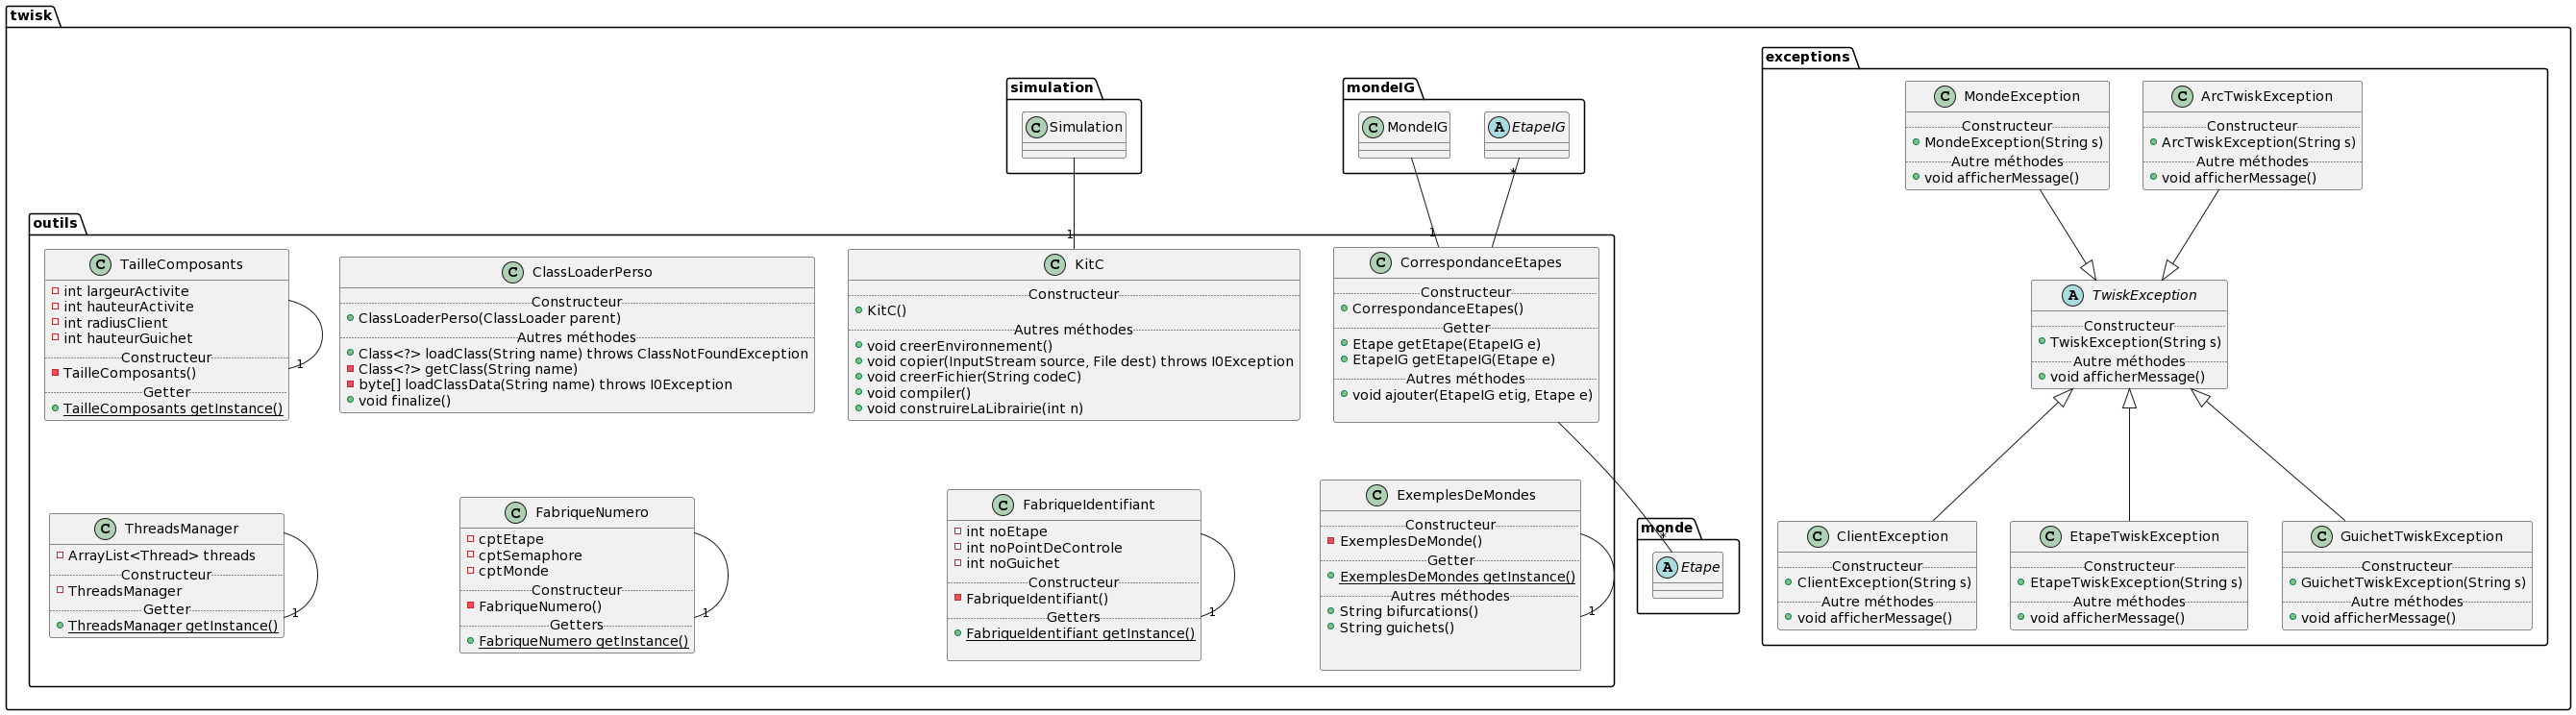 twisk
simulation
C Simulation
mondeIG
C MondeIG
A EtapeIG
*
1
1
outils
C TailleComposants
int largeurActivite
int hauteurActivite
int radiusClient
int hauteurGuichet
Constructeur
TailleComposants()
Getter
TailleComposants getInstance()
1
C ClassLoaderPerso
Constructeur
ClassLoaderPerso(ClassLoader parent)
Autres méthodes
Class<?> loadClass(String name) throws ClassNotFoundException
Class<?> getClass(String name)
byte[] loadClassData(String name) throws I0Exception
void finalize()
C KitC
Constructeur
KitC()
Autres méthodes
void creerEnvironnement()
void copier(InputStream source, File dest) throws I0Exception
void creerFichier(String codeC)
void compiler()
void construireLaLibrairie(int n)
C CorrespondanceEtapes
Constructeur
CorrespondanceEtapes()
Getter
Etape getEtape(EtapeIG e)
EtapeIG getEtapeIG(Etape e)
Autres méthodes
void ajouter(EtapeIG etig, Etape e)
C ThreadsManager
ArrayList<Thread> threads
Constructeur
ThreadsManager
Getter
ThreadsManager getInstance()
1
C FabriqueNumero
cptEtape
cptSemaphore
cptMonde
Constructeur
FabriqueNumero()
Getters
FabriqueNumero getInstance()
1
C FabriqueIdentifiant
int noEtape
int noPointDeControle
int noGuichet
Constructeur
FabriqueIdentifiant()
Getters
FabriqueIdentifiant getInstance()
1
C ExemplesDeMondes
Constructeur
ExemplesDeMonde()
Getter
ExemplesDeMondes getInstance()
Autres méthodes
String bifurcations()
String guichets()
1
monde
*
A Etape
exceptions
C MondeException
Constructeur
MondeException(String s)
Autre méthodes
void afficherMessage()
C ArcTwiskException
Constructeur
ArcTwiskException(String s)
Autre méthodes
void afficherMessage()
A TwiskException
Constructeur
TwiskException(String s)
Autre méthodes
void afficherMessage()
C ClientException
Constructeur
ClientException(String s)
Autre méthodes
void afficherMessage()
C EtapeTwiskException
Constructeur
EtapeTwiskException(String s)
Autre méthodes
void afficherMessage()
C GuichetTwiskException
Constructeur
GuichetTwiskException(String s)
Autre méthodes
void afficherMessage()